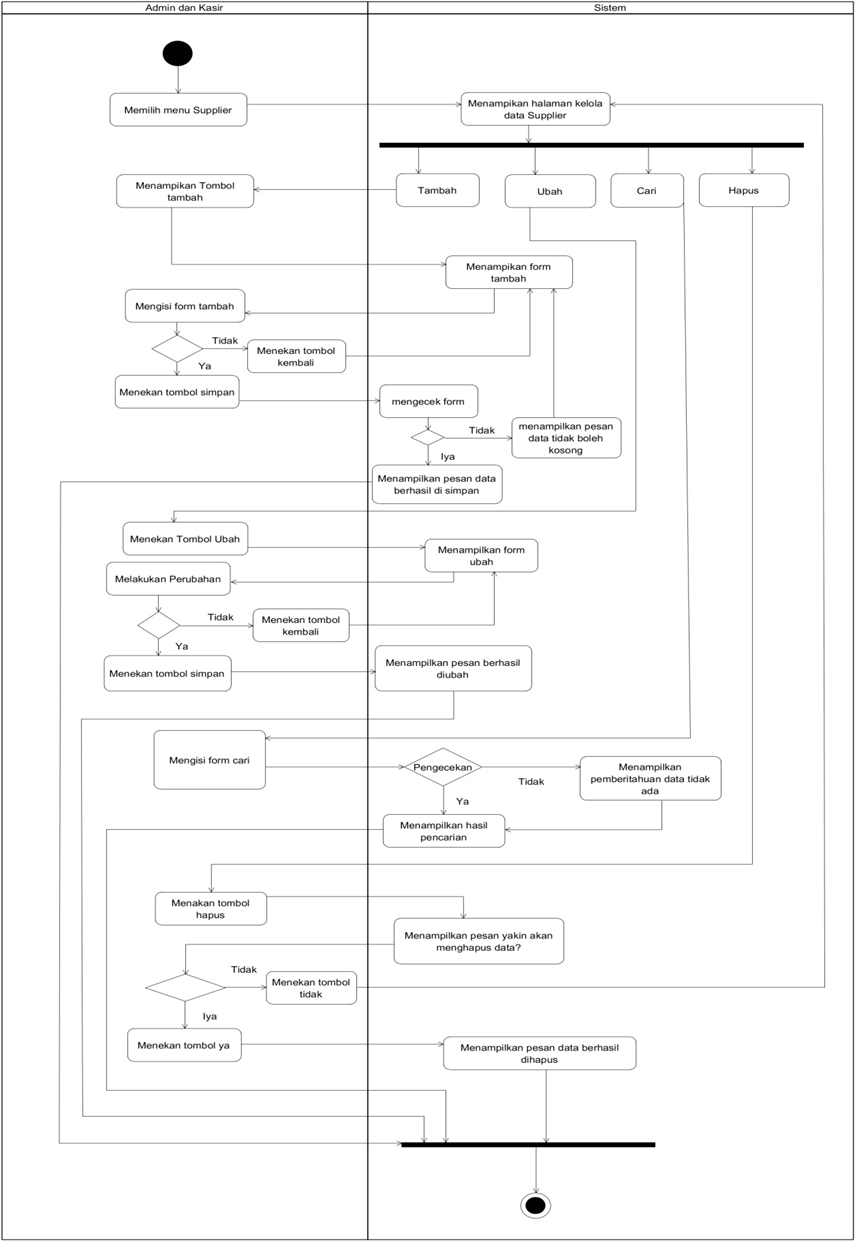 Admin dan Kasir
Sistem
Memilih menu Supplier
Menampikan halaman kelola
data Supplier
Menampikan Tombol
tambah
Tambah
Ubah
Cari
Hapus
Menampikan form
tambah
Mengisi form tambah
Tidak
Menekan tombol
kembali
Ya
Menekan tombol simpan
mengecek form
Tidak
menampilkan pesan
data tidak boleh
kosong
Iya
Menampilkan pesan data
berhasil di simpan
Menekan Tombol Ubah
Menampilkan form
ubah
Melakukan Perubahan
Tidak
Menekan tombol
kembali
Ya
Menekan tombol simpan
Menampilkan pesan berhasil
diubah
Mengisi form cari
Pengecekan
Tidak
Menampilkan
pemberitahuan data tidak
ada
Ya
Menampilkan hasil
pencarian
Menakan tombol
hapus
Menampilkan pesan yakin akan
menghapus data?
Tidak
Menekan tombol
tidak
Iya
Menekan tombol ya
Menampilkan pesan data berhasil
dihapus